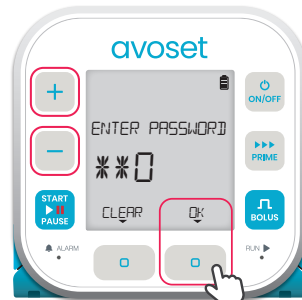 avoset
+
ON/OFF
ENTER PASSWORD
−
PRIME
**0
START
PAUSE
CLEAR
OK
BOLUS
ALARM
RUN